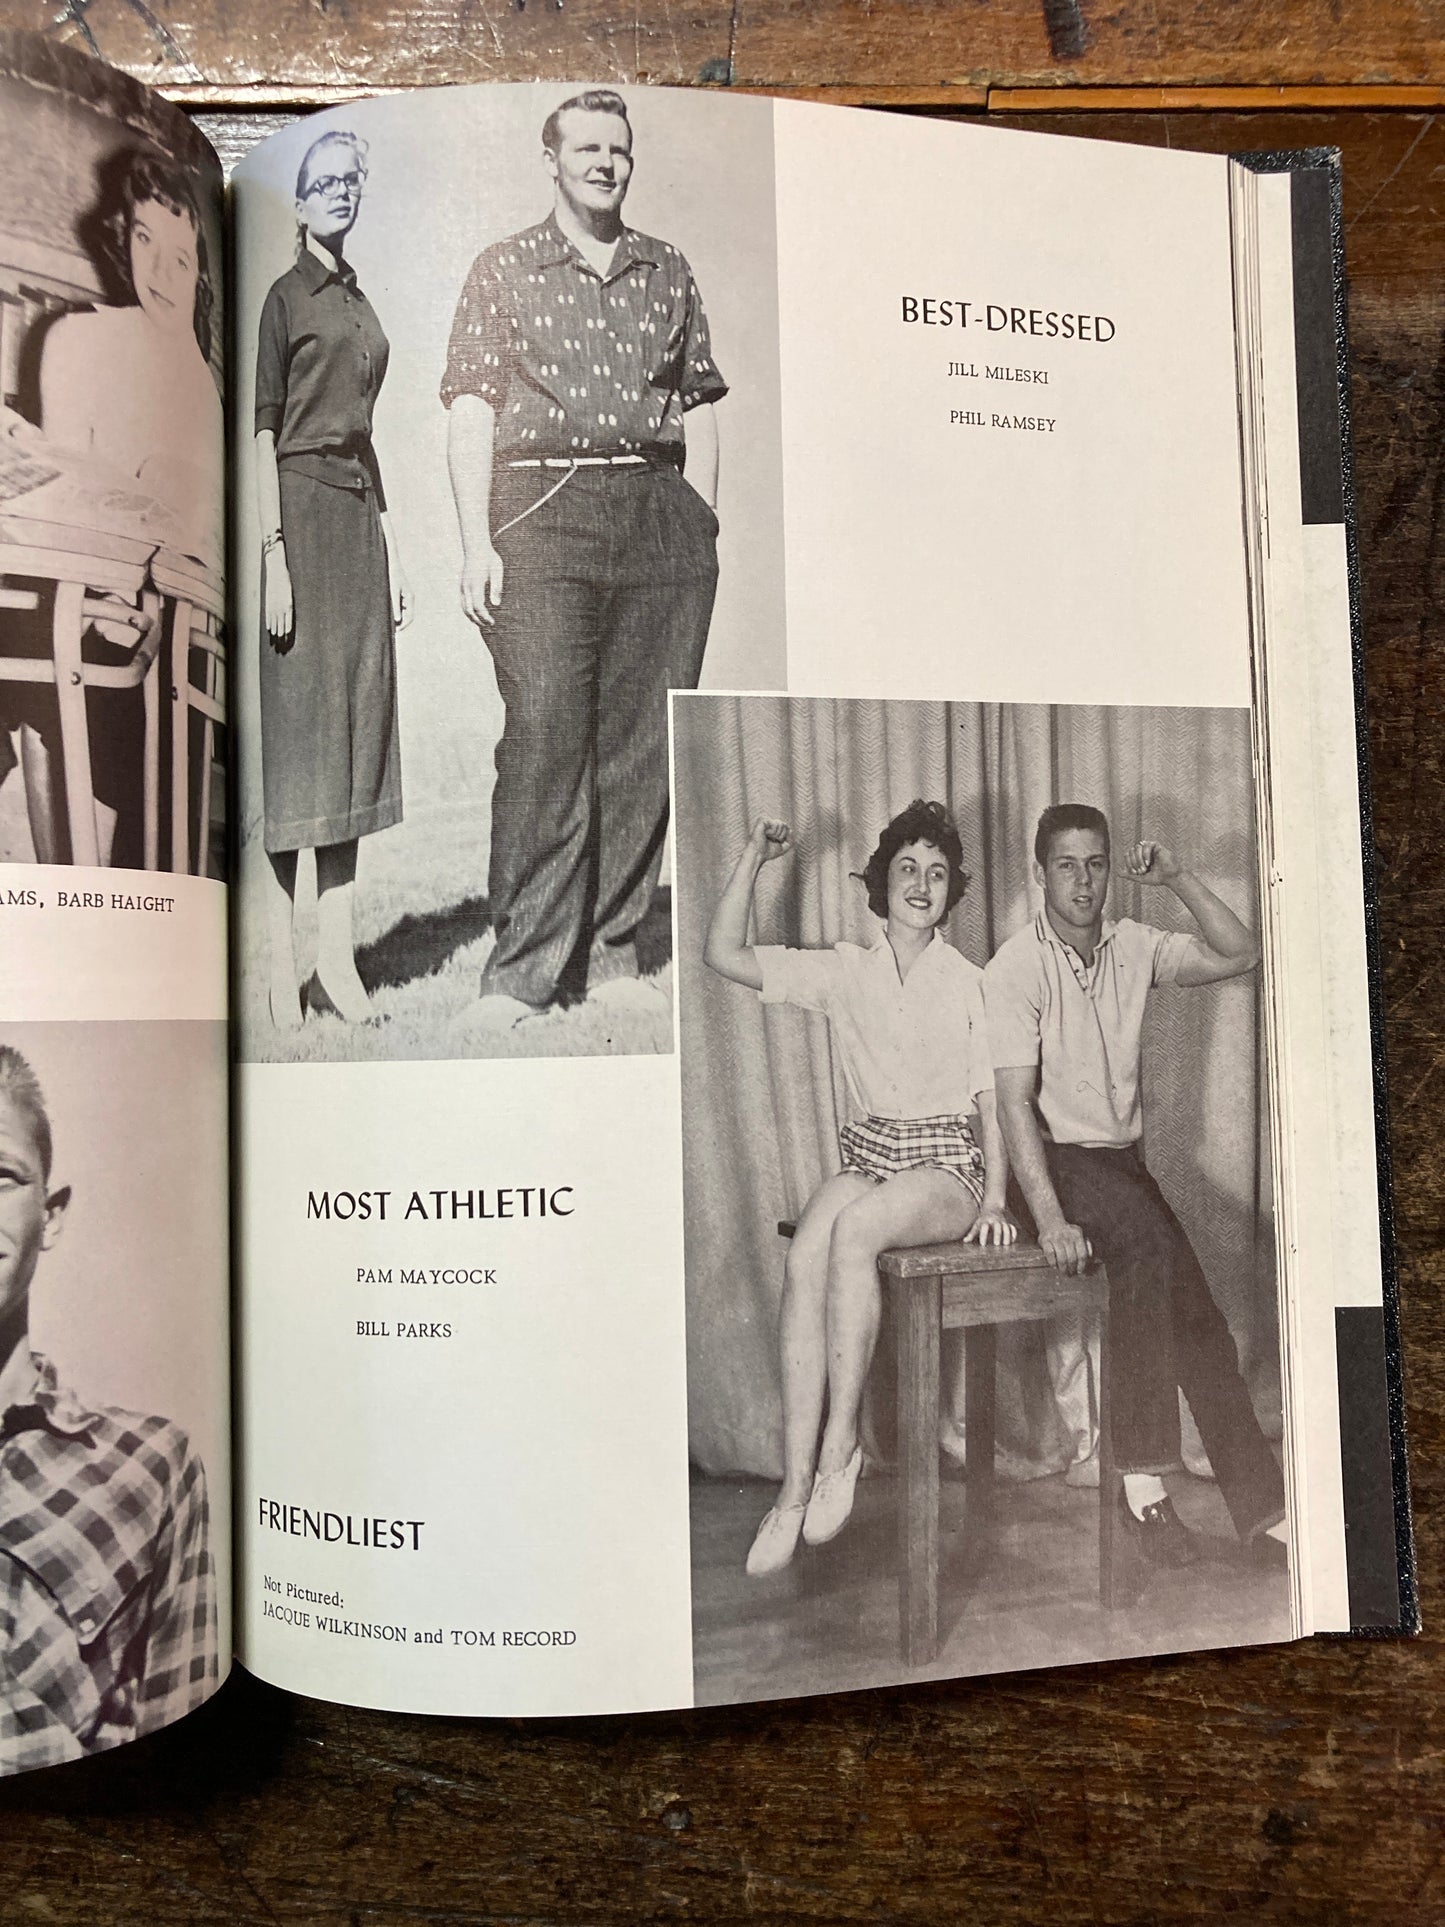 BARB HAIGHT
BEST-DRESSED
JILL MILESKI
PHIL RAMSEY
MOST ATHLETIC
PAM MAYCOCK
BILL PARKS
FRIENDLIEST
Not Pictured:
JACQUE WILKINSON and TOM RECORD